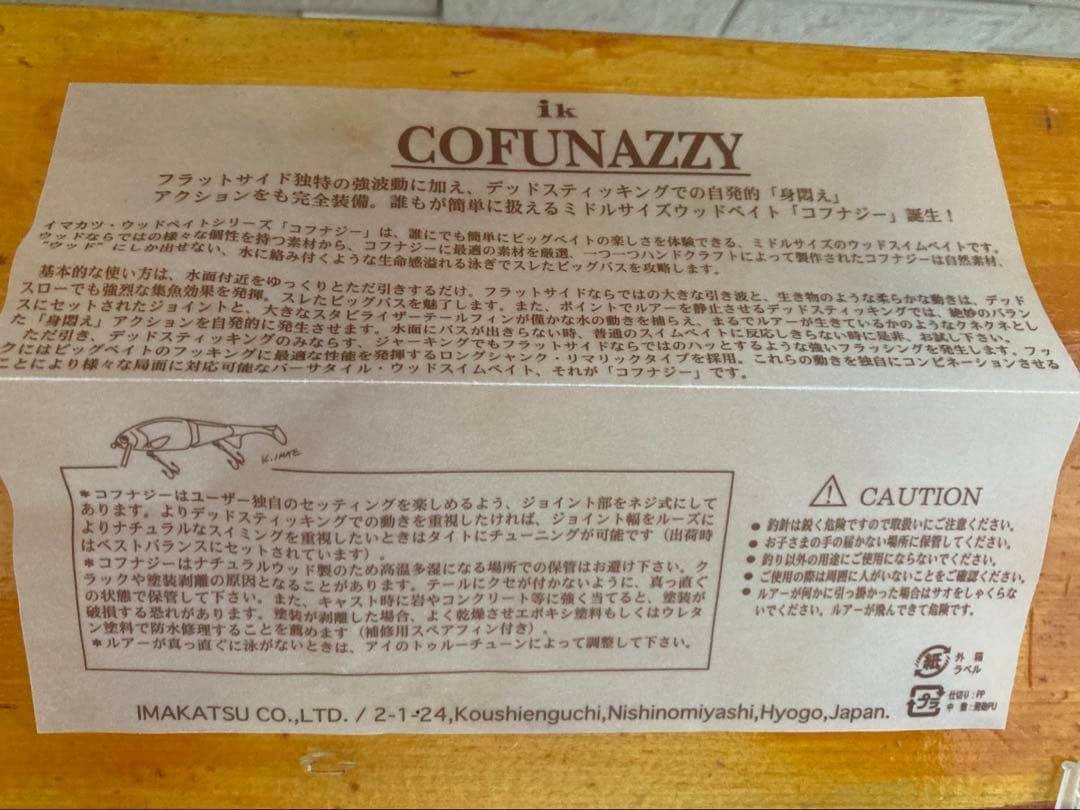 ik
COFUNAZZY
フラットサイド独特の強波動に加え、デッドスティッキングでの自発的「身悶え」
アクションをも完全装備。誰もが簡単に扱えるミドルサイズウッドベイト「コフナジー」誕生！
イマカツ・ウッドベイトシリーズ「コフナジー」は、誰にでも簡単にビッグベイトの楽しさを体験できる、ミドルサイズのウッドスイムベイトです。
ウッドならではの様々な個性を持つ素材から、コフナジーに最適の素材を厳選、一つ一つハンドクラフトによって製作されたコフナジーは自然素材、
"ウッド" にしか出せない、水に絡み付くような生命感溢れる泳ぎでスレたビッグバスを攻略します。
基本的な使い方は、水面付近をゆっくりとただ引きするだけ。フラットサイドならではの大きな引き波と、生き物のような柔らかな動きは、デッド
スローでも強烈な集魚効果を発揮。スレたビッグバスを魅了します。また、ポイントでルアーを静止させるデッドスティッキングでは、絶妙のバラン
スにセットされたジョイントと、大きなスタビライザーテールフィンが僅かな水の動きを捕らえ、まるでルアーが生きているかのようなクネクネとし
た「身悶え」アクションを自発的に発生させます。水面にバスが出きらない時、普通のスイムベイトに反応しきらない時に是非、お試し下さい。
ただ引き、デッドスティッキングのみならず、ジャーキングでもフラットサイドならではのハッとするような強いフラッシングを発生します。フッ
クにはビッグベイトのフッキングに最適な性能を発揮するロングシャンク・リマリックタイプを採用。これらの動きを独自にコンビネーションさせる
ことにより様々な局面に対応可能なバーサタイル・ウッドスイムベイト、それが「コフナジー」です。
K.IMAE
＊コフナジーはユーザー独自のセッティングを楽しめるよう、ジョイント部をネジ式にして
あります。よりデッドスティッキングでの動きを重視したければ、ジョイント幅をルーズに
よりナチュラルなスイミングを重視したいときはタイトにチューニングが可能です（出荷時
はベストバランスにセットされています）。
＊コフナジーはナチュラルウッド製のため高温多湿になる場所での保管はお避け下さい。ク
ラックや塗装剥離の原因となることがあります。テールにクセが付かないように、真っ直ぐ
の状態で保管して下さい。また、キャスト時に岩やコンクリート等に強く当てると、塗装が
破損する恐れがあります。塗装が剥離した場合、よく乾燥させエポキシ塗料もしくはウレタ
ン塗料で防水修理することを薦めます（補修用スペアフィン付き）。
＊ルアーが真っ直ぐに泳がないときは、アイのトゥルーチューンによって調整して下さい。
CAUTION
● 釣針は鋭く危険ですので取扱いにご注意ください。
● お子さまの手の届かない場所に保管してください。
● 釣り以外の用途にご使用にならないでください。
● ご使用の際は周囲に人がいないことをご確認ください。
● ルアーが何かに引っ掛かった場合はサオをしゃくらな
いでください。ルアーが飛んできて危険です。
紙 外箱
ラベル
プラ 仕切り：PP
中敷：発砲PU
IMAKATSU CO.,LTD. / 2-1-24,Koushienguchi,Nishinomiyashi,Hyogo,Japan.